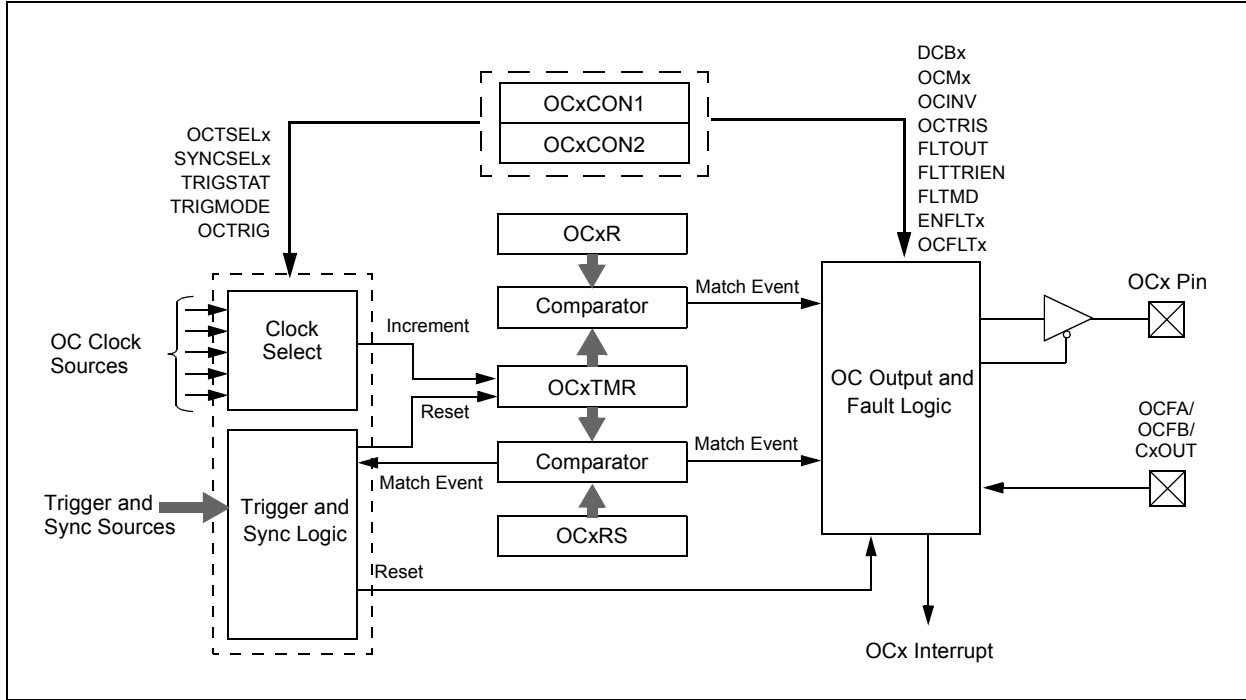 OCxCON1
OCxCON2
OCTSELx
SYNCSELx
TRIGSTAT
TRIGMODE
OCTRIG
DCBx
OCMx
OCINV
OCTRIS
FLTOUT
FLTTRIEN
FLTMD
ENFLTx
OCFLTx
OC Clock
Sources
Clock
Select
Increment
Reset
OCxR
Comparator
Match Event
OCxTMR
Comparator
Match Event
Match Event
OCxRS
Trigger and
Sync Sources
Trigger and
Sync Logic
Reset
OC Output and
Fault Logic
OCx Pin
OCFA/
OCFB/
CxOUT
OCx Interrupt